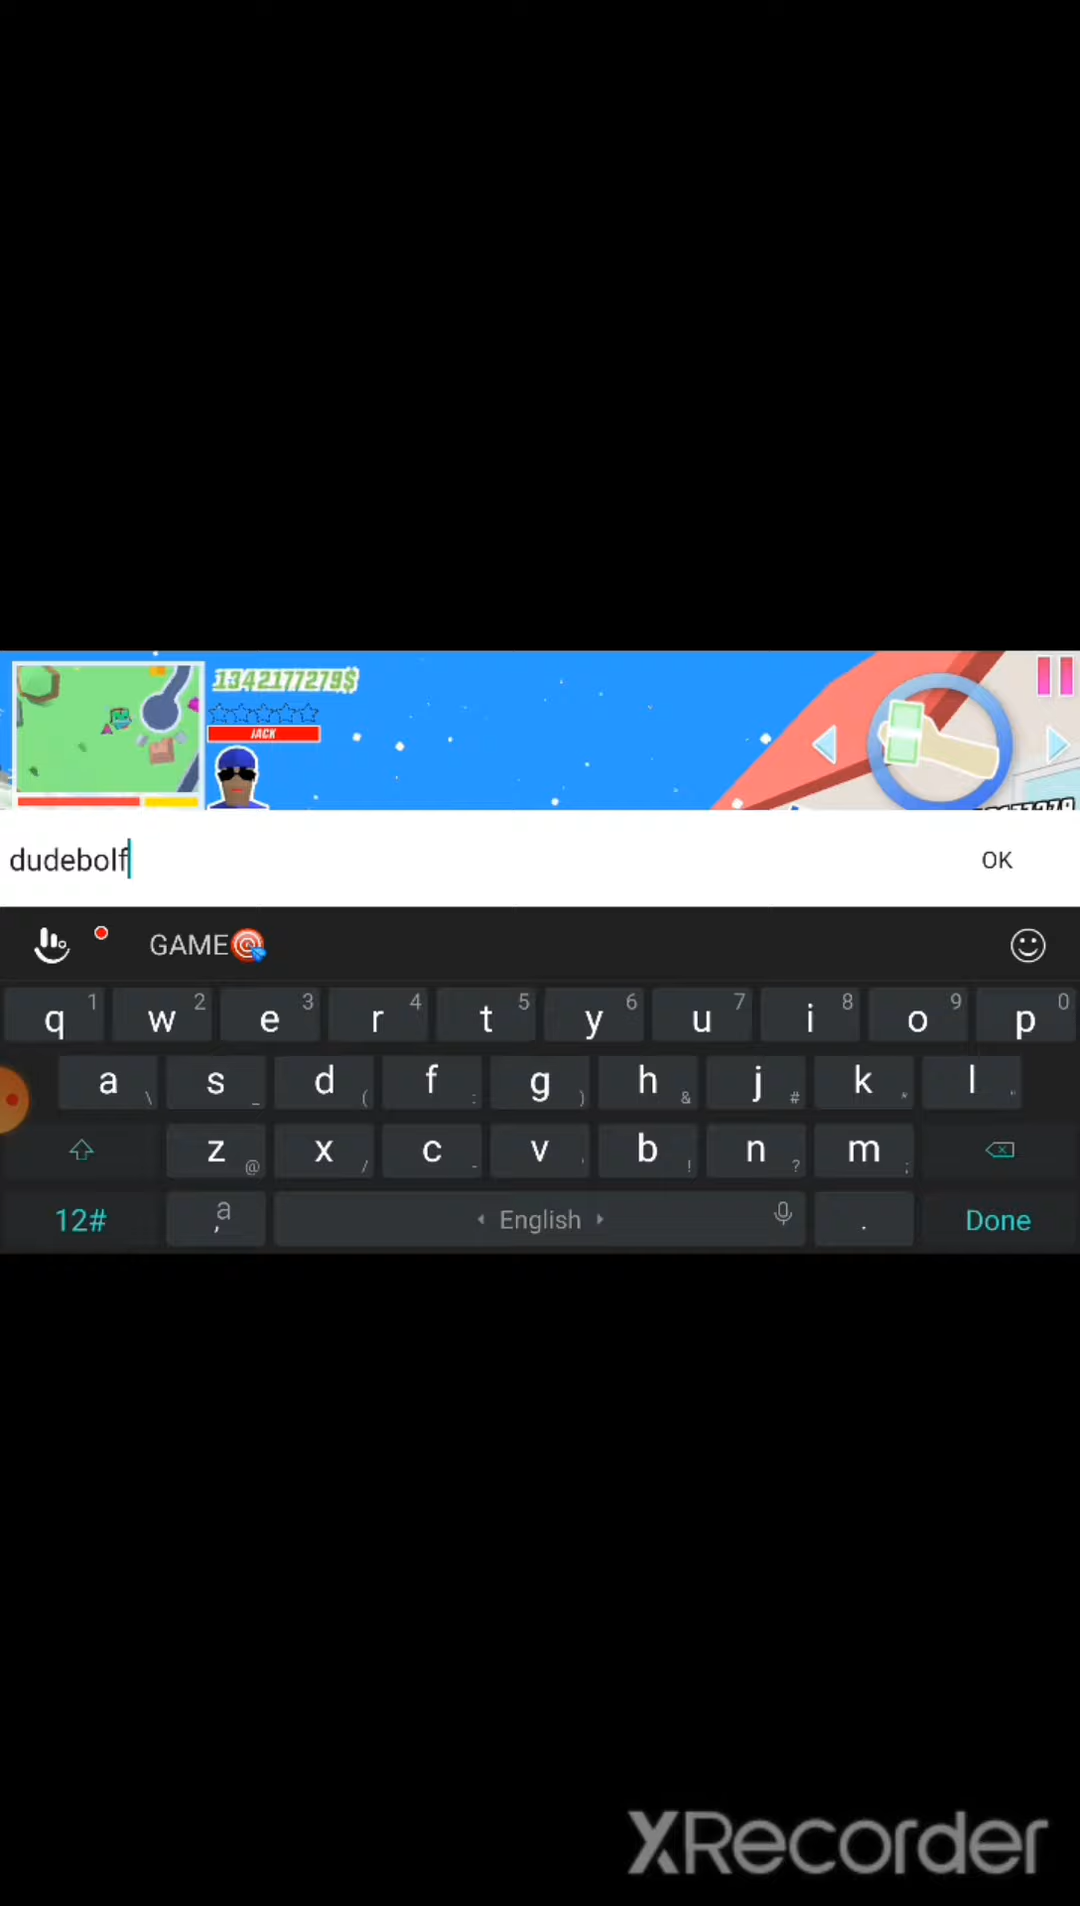 1342177279$
JACK
dudebolf
OK
GAME🎯
q 1 w 2 e 3 r 4 t 5 y 6 u 7 i 8 o 9 p 0
a \ s _ d ( f : g ) h & j # k * l "
z @ x / c - v ' b ! n ? m ;
12# , a English . Done
XRecorder